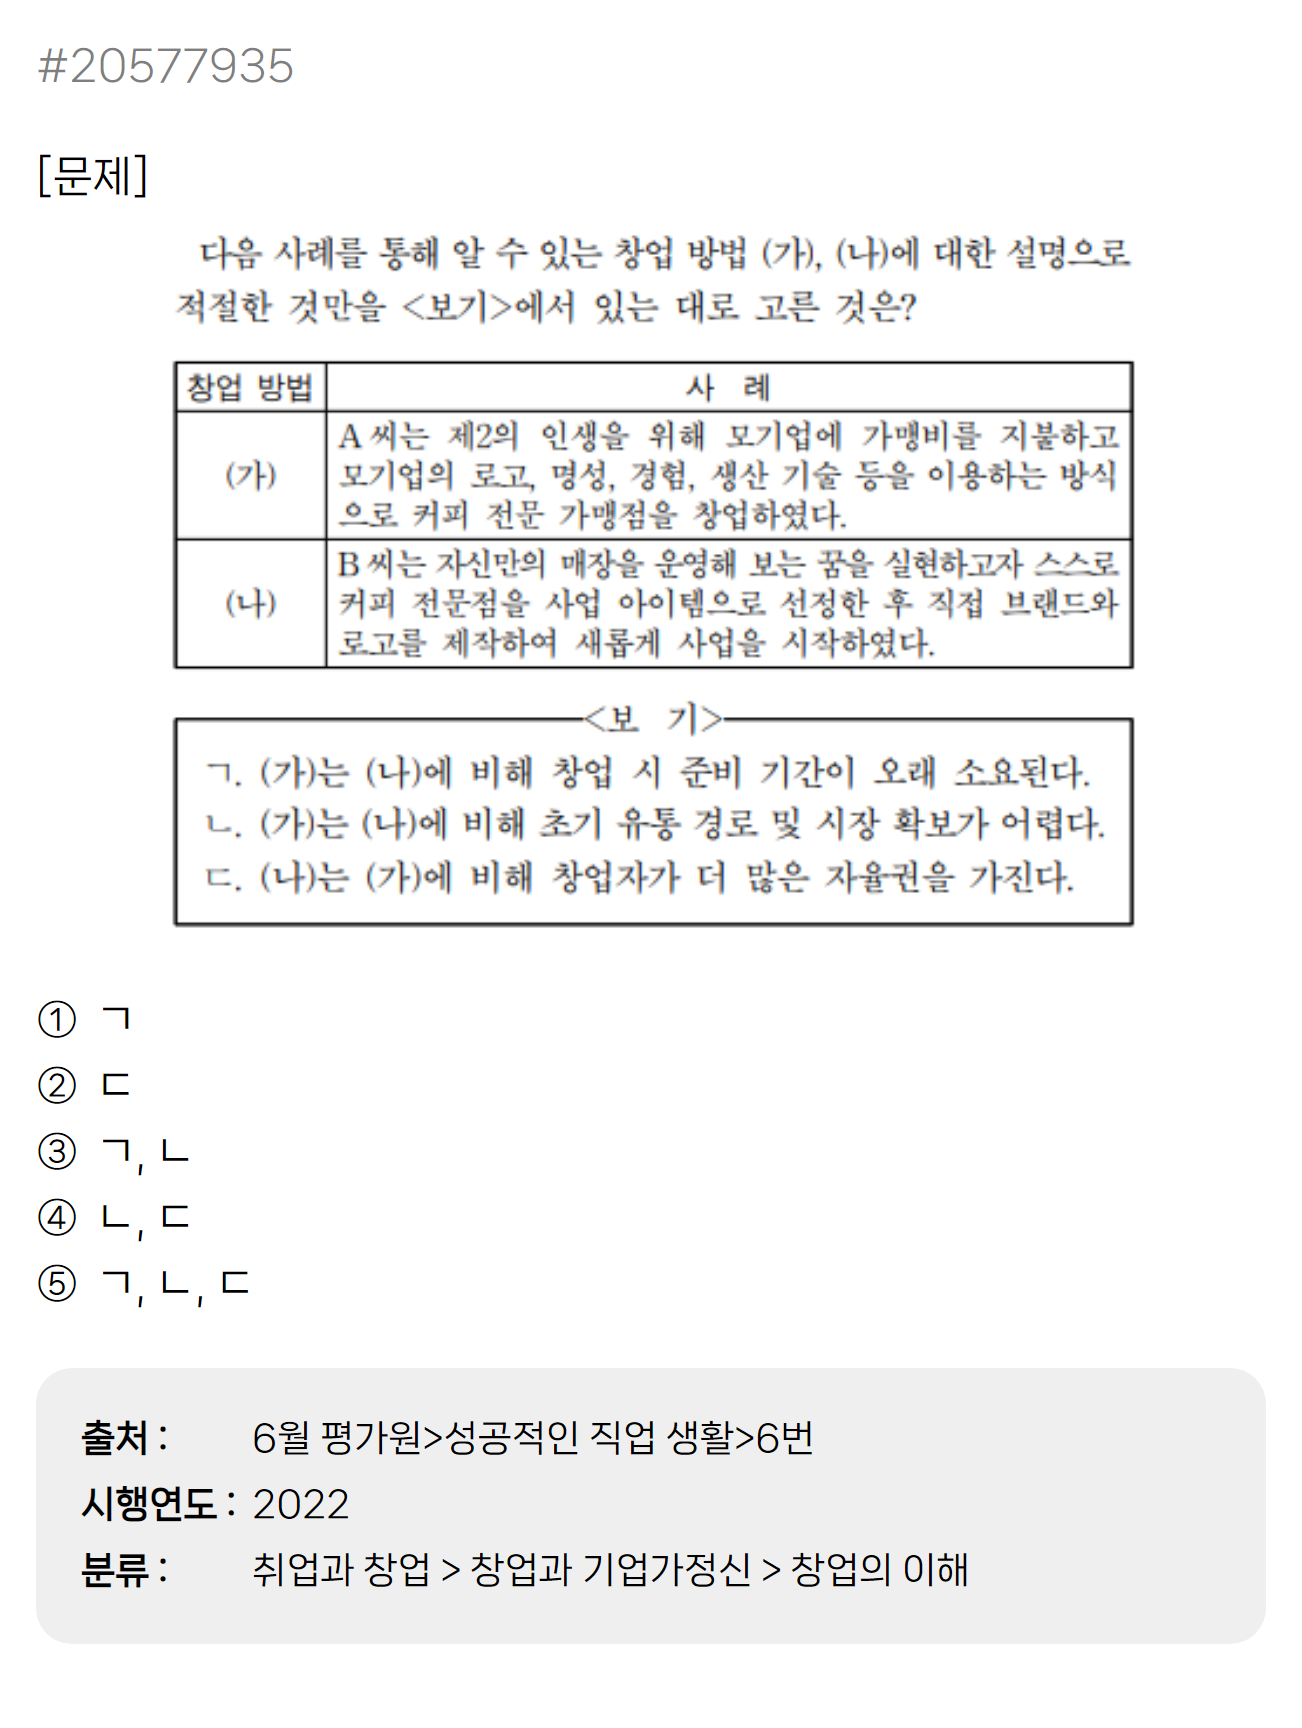 #20577935
[문제]
다음 사례를 통해 알 수 있는 창업 방법 (가), (나)에 대한 설명으로
적절한 것만을 <보기>에서 있는 대로 고른 것은?
창업 방법 사 례
(가)
A씨는 제2의 인생을 위해 모기업에 가맹비를 지불하고
모기업의 로고, 명성, 경험, 생산 기술 등을 이용하는 방식
으로 커피 전문 가맹점을 창업하였다.
(나)
B씨는 자신만의 매장을 운영해 보는 꿈을 실현하고자 스스로
커피 전문점을 사업 아이템으로 선정한 후 직접 브랜드와
로고를 제작하여 새롭게 사업을 시작하였다.
<보 기>
ㄱ. (가)는 (나)에 비해 창업 시 준비 기간이 오래 소요된다.
ㄴ. (가)는 (나)에 비해 초기 유통 경로 및 시장 확보가 어렵다.
ㄷ. (나)는 (가)에 비해 창업자가 더 많은 자율권을 가진다.
① ㄱ
② ㄷ
③ ㄱ, ㄴ
④ ㄴ, ㄷ
⑤ ㄱ, ㄴ, ㄷ
출처 : 6월 평가원>성공적인 직업 생활>6번
시행연도 : 2022
분류 : 취업과 창업 > 창업과 기업가정신 > 창업의 이해